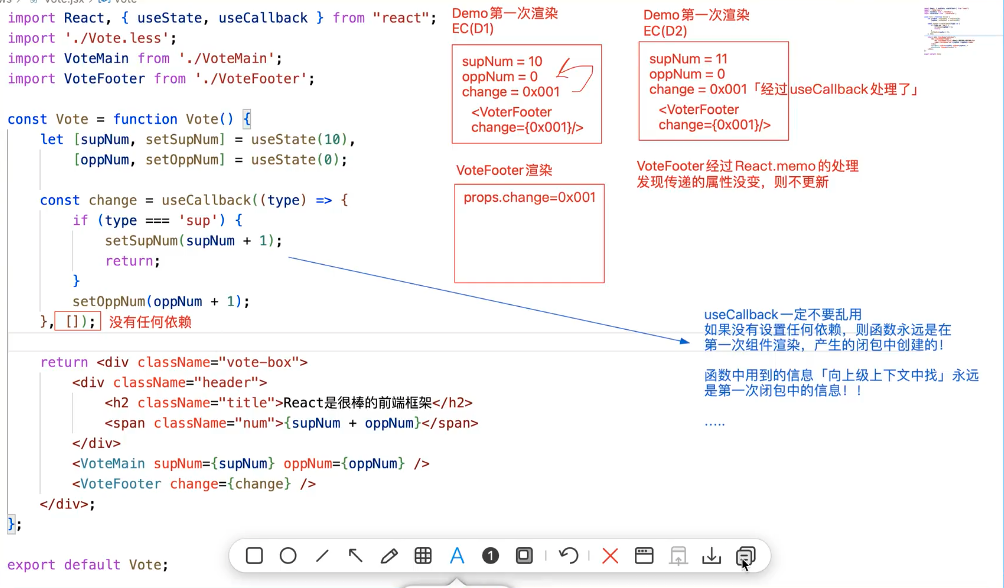 Vote.jsx
Vote
import React, { useState, useCallback } from "react";
import './Vote.less';
import VoteMain from './VoteMain';
import VoteFooter from './VoteFooter';
const Vote = function Vote() {
let [supNum, setSupNum] = useState(10),
[oppNum, setOppNum] = useState(0);
const change = useCallback((type) => {
if (type === 'sup') {
setSupNum(supNum + 1);
return;
}
setOppNum(oppNum + 1);
}, []); 没有任何依赖
return <div className="vote-box">
<div className="header">
<h2 className="title">React是很棒的前端框架</h2>
<span className="num">{supNum + oppNum}</span>
</div>
<VoteMain supNum={supNum} oppNum={oppNum} />
<VoteFooter change={change} />
</div>;
};
export default Vote;
Demo第一次渲染
EC(D1)
supNum = 10
oppNum = 0
change = 0x001
<VoterFooter
change={0x001}/>
VoteFooter渲染
props.change=0x001
Demo第一次渲染
EC(D2)
supNum = 11
oppNum = 0
change = 0x001「经过useCallback处理了」
<VoterFooter
change={0x001}/>
VoteFooter经过React.memo的处理
发现传递的属性没变，则不更新
useCallback一定不要乱用
如果没有设置任何依赖，则函数永远是在
第一次组件渲染，产生的闭包中创建的！
函数中用到的信息「向上级上下文中找」永远
是第一次闭包中的信息！！
.....
A
1